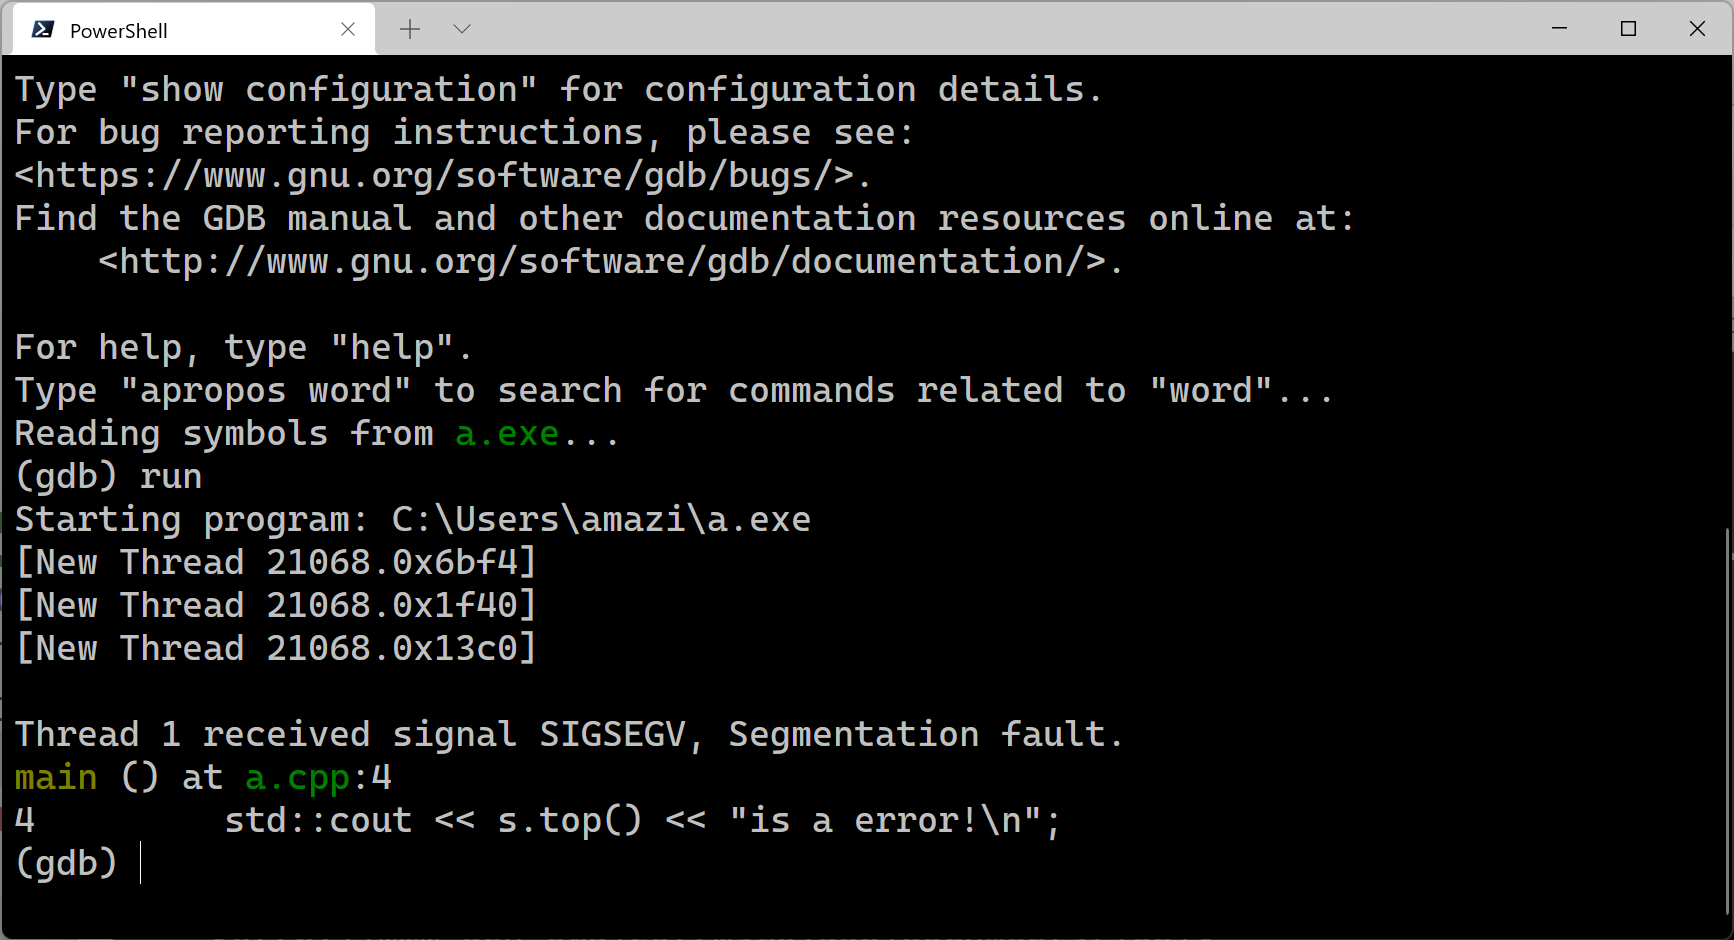 PowerShell
Type "show configuration" for configuration details.
For bug reporting instructions, please see:
<https://www.gnu.org/software/gdb/bugs/>.
Find the GDB manual and other documentation resources online at:
    <http://www.gnu.org/software/gdb/documentation/>.

For help, type "help".
Type "apropos word" to search for commands related to "word"...
Reading symbols from a.exe...
(gdb) run
Starting program: C:\Users\amazi\a.exe
[New Thread 21068.0x6bf4]
[New Thread 21068.0x1f40]
[New Thread 21068.0x13c0]

Thread 1 received signal SIGSEGV, Segmentation fault.
main () at a.cpp:4
4         std::cout << s.top() << "is a error!\n";
(gdb)